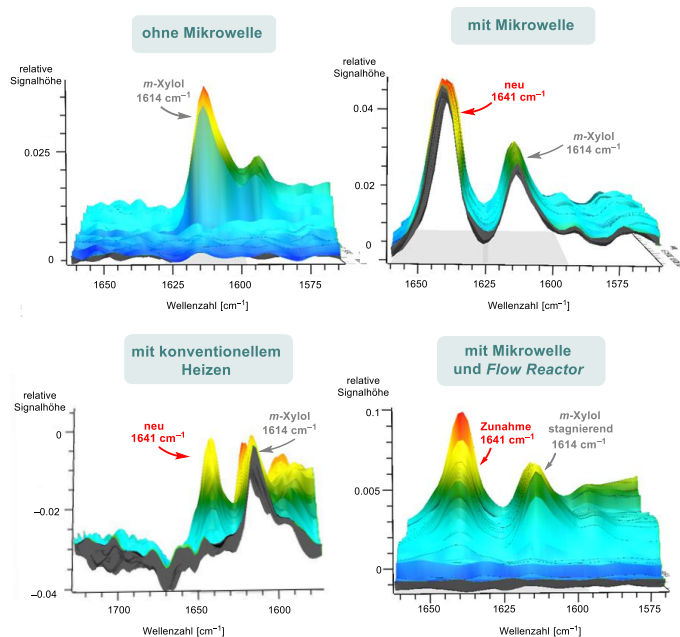 ohne Mikrowelle
relative
Signalhöhe
m-Xylol
1614 cm⁻¹
0.025
0
1650
1625
1600
1575
Wellenzahl [cm⁻¹]
mit Mikrowelle
relative
Signalhöhe
neu
1641 cm⁻¹
m-Xylol
1614 cm⁻¹
0.04
0.02
0
1650
1625
1600
1575
Wellenzahl [cm⁻¹]
mit konventionellem
Heizen
relative
Signalhöhe
neu
1641 cm⁻¹
m-Xylol
1614 cm⁻¹
0
–0.02
–0.04
1700
1650
1600
Wellenzahl [cm⁻¹]
mit Mikrowelle
und Flow Reactor
relative
Signalhöhe
Zunahme
1641 cm⁻¹
m-Xylol
stagnierend
1614 cm⁻¹
0.1
0.005
0
1650
1625
1600
1575
Wellenzahl [cm⁻¹]